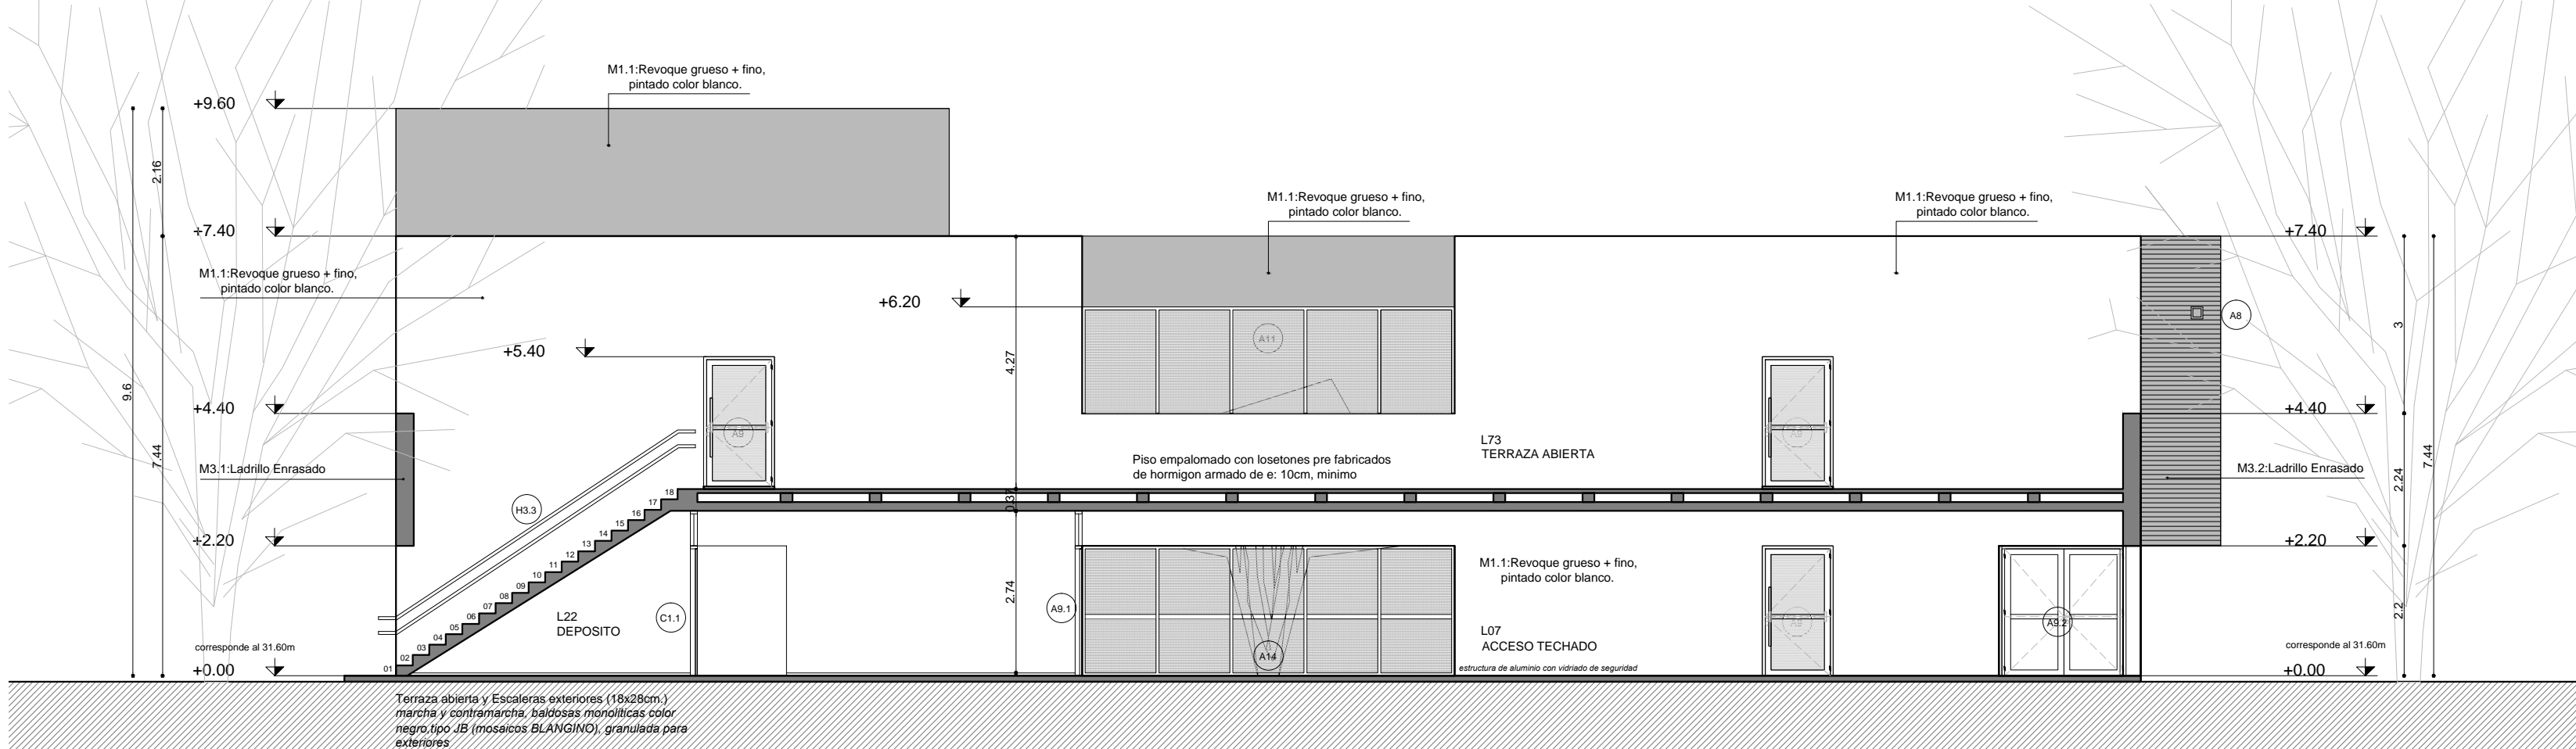 M1.1:Revoque grueso + fino,
pintado color blanco.
+9.60
2.16
+7.40
M1.1:Revoque grueso + fino,
pintado color blanco.
M1.1:Revoque grueso + fino,
pintado color blanco.
M1.1:Revoque grueso + fino,
pintado color blanco.
+7.40
+6.20
A8
A11
3
+5.40
4.27
9.6
+4.40
+4.40
A9
A9
L73
TERRAZA ABIERTA
7.44
7.44
M3.1:Ladrillo Enrasado
Piso empalomado con losetones pre fabricados
de hormigon armado de e: 10cm, minimo
M3.2:Ladrillo Enrasado
2.24
H3.3
0.37
+2.20
+2.20
18
17
16
15
14
13
12
11
10
09
08
07
06
05
04
03
02
01
M1.1:Revoque grueso + fino,
pintado color blanco.
2.74
2.2
L22
DEPOSITO
C1.1
A9.1
A14
L07
ACCESO TECHADO
estructura de aluminio con vidriado de seguridad
A9
A9.2
corresponde al 31.60m
+0.00
corresponde al 31.60m
+0.00
Terraza abierta y Escaleras exteriores (18x28cm.)
marcha y contramarcha, baldosas monolíticas color
negro,tipo JB (mosaicos BLANGINO), granulada para
exteriores